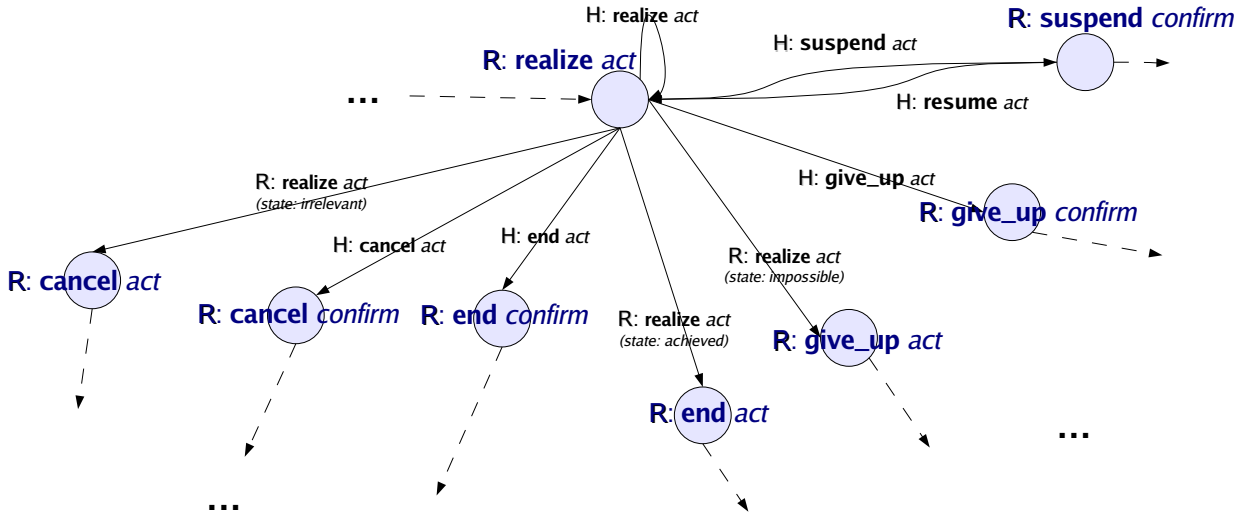 H: realize act
R: suspend confirm
H: suspend act
R: realize act
...
H: resume act
R: realize act
(state: irrelevant)
H: give_up act
R: give_up confirm
H: end act
H: cancel act
R: realize act
(state: impossible)
R: cancel act
R: cancel confirm
R: end confirm
R: realize act
(state: achieved)
R: give_up act
R: end act
...
...